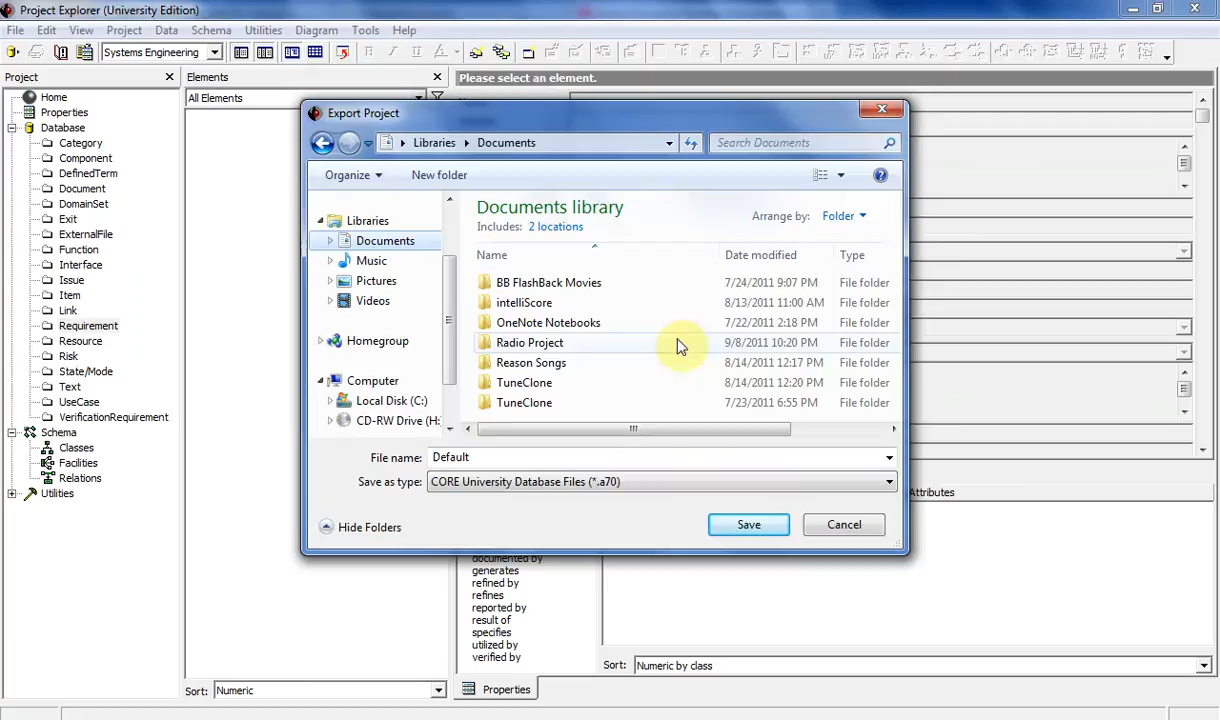 Project Explorer (University Edition)
File Edit View Project Data Schema Utilities Diagram Tools Help
Systems Engineering
Project
Home
Properties
Database
Category
Component
DefinedTerm
Document
DomainSet
Exit
ExternalFile
Function
Interface
Issue
Item
Link
Requirement
Resource
Risk
State/Mode
Text
UseCase
VerificationRequirement
Schema
Classes
Facilities
Relations
Utilities
Elements
All Elements
Sort: Numeric
Please select an element.
Export Project
Libraries Documents
Search Documents
Organize New folder
Libraries
Documents
Music
Pictures
Videos
Homegroup
Computer
Local Disk (C:)
CD-RW Drive (H:
Documents library
Includes: 2 locations
Arrange by: Folder
Name Date modified Type
BB FlashBack Movies 7/24/2011 9:07 PM File folder
intelliScore 8/13/2011 11:00 AM File folder
OneNote Notebooks 7/22/2011 2:18 PM File folder
Radio Project 9/8/2011 10:20 PM File folder
Reason Songs 8/14/2011 12:17 PM File folder
TuneClone 8/14/2011 12:20 PM File folder
TuneClone 7/23/2011 6:55 PM File folder
File name: Default
Save as type: CORE University Database Files (*.a70)
Hide Folders
Save Cancel
Attributes
documented by
generates
refined by
refines
reported by
result of
specifies
utilized by
verified by
Sort: Numeric by class
Properties